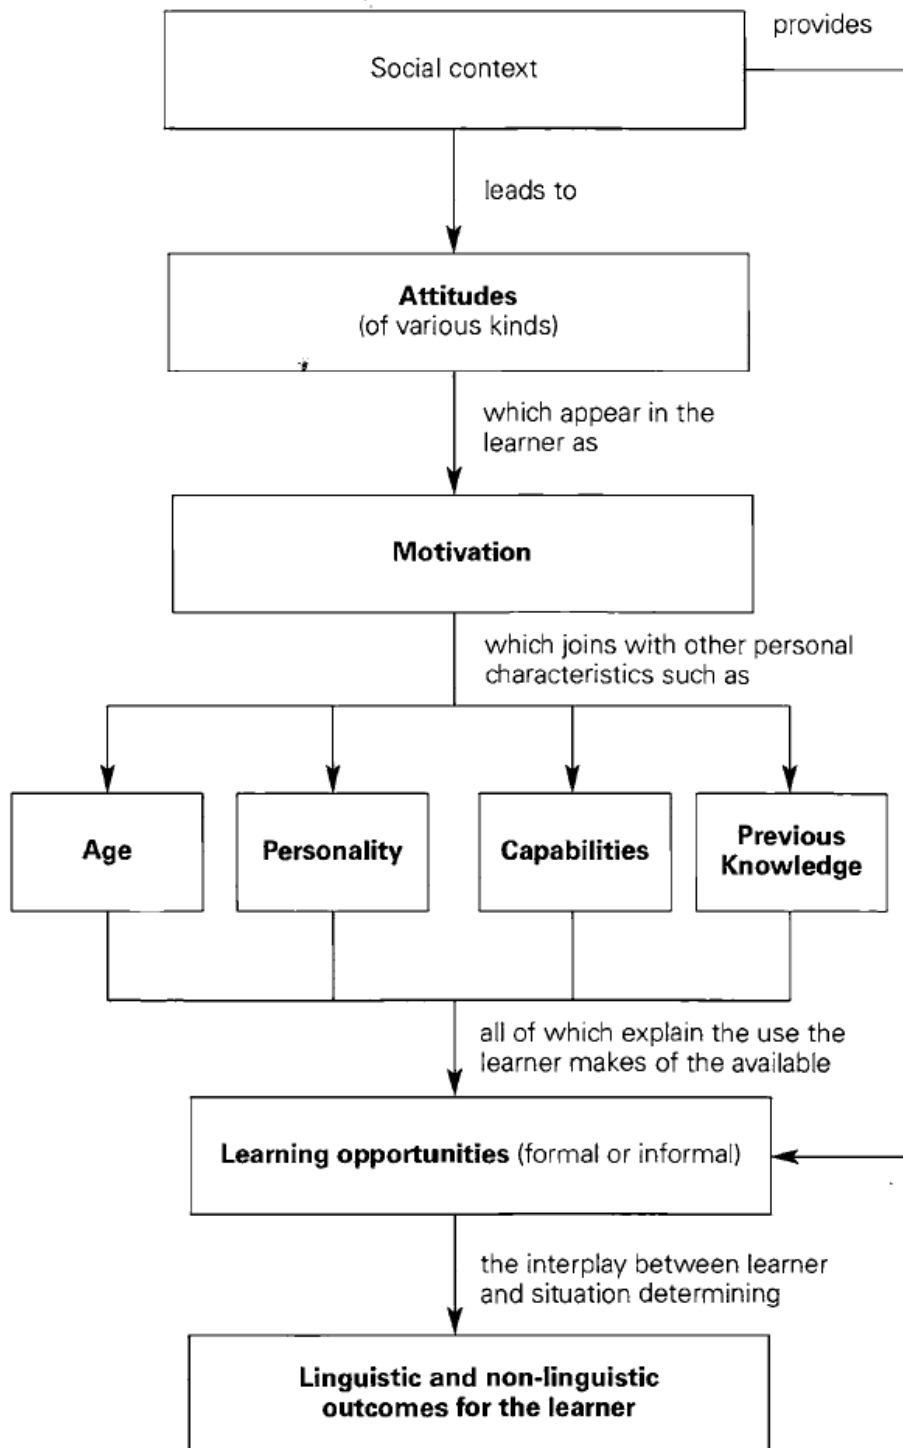 provides
Social context
leads to
Attitudes
(of various kinds)
which appear in the
learner as
Motivation
which joins with other personal
characteristics such as
Age
Personality
Capabilities
Previous
Knowledge
all of which explain the use the
learner makes of the available
Learning opportunities (formal or informal)
the interplay between learner
and situation determining
Linguistic and non-linguistic
outcomes for the learner